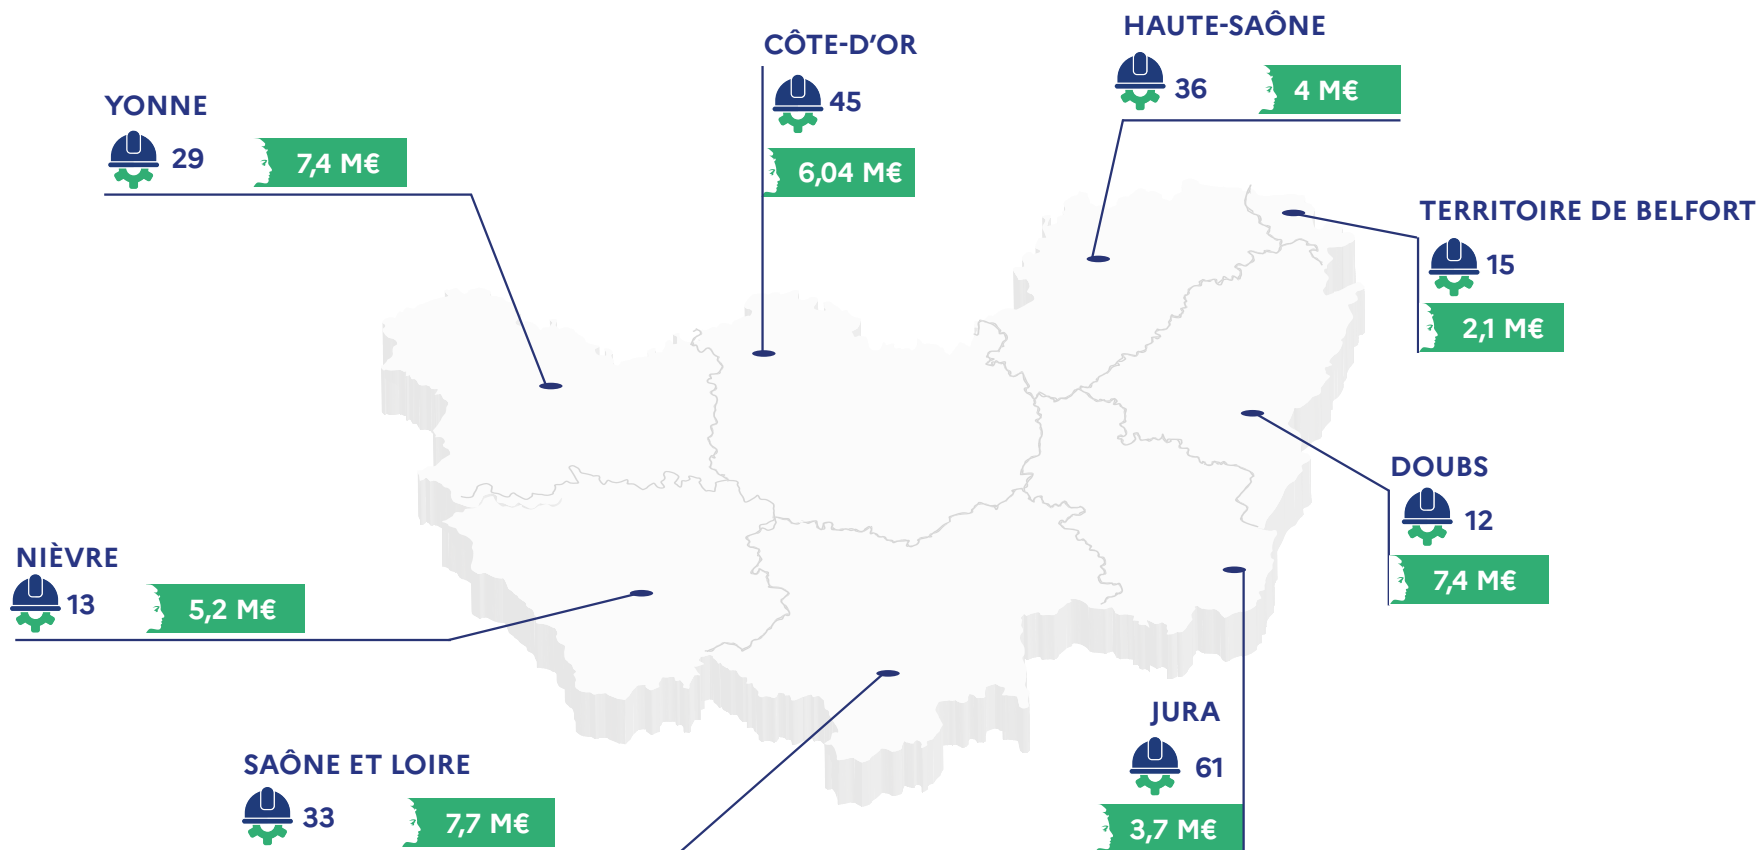 HAUTE-SAÔNE
36
4 M€
CÔTE-D'OR
45
6,04 M€
YONNE
29
7,4 M€
TERRITOIRE DE BELFORT
15
2,1 M€
DOUBS
12
7,4 M€
NIÈVRE
13
5,2 M€
JURA
61
3,7 M€
SAÔNE ET LOIRE
33
7,7 M€